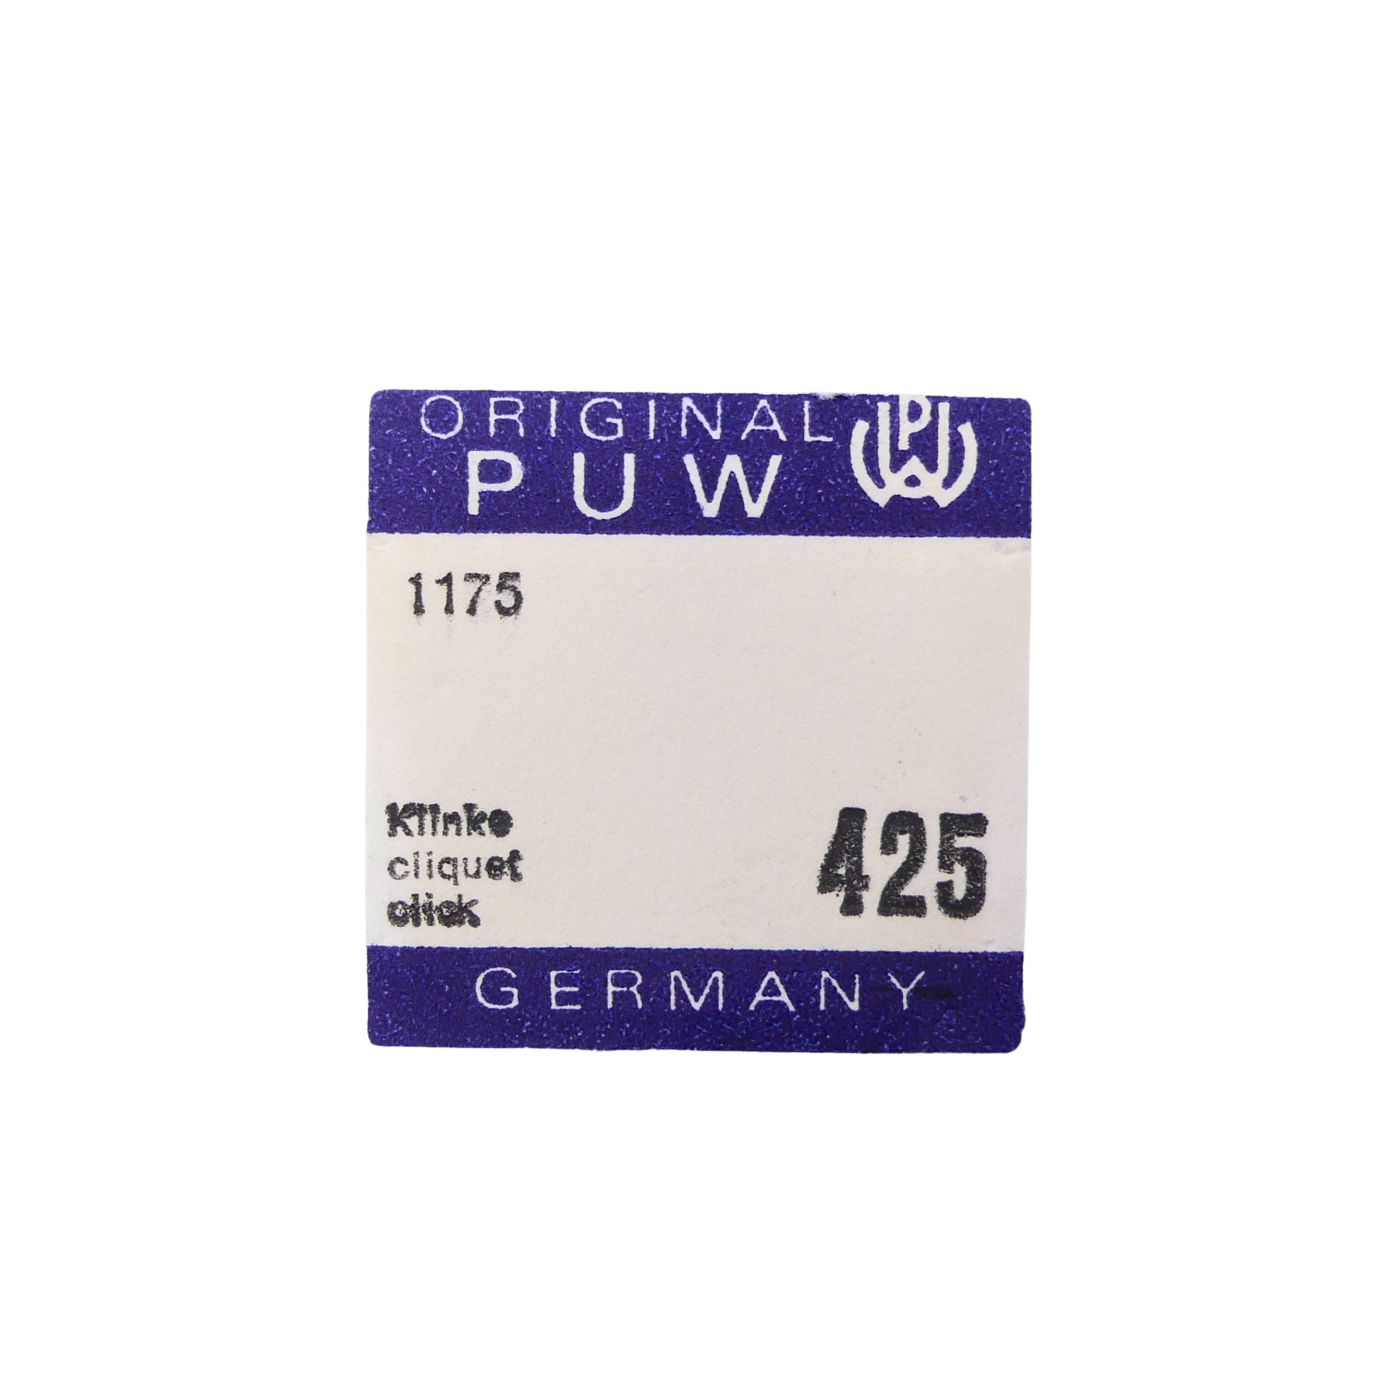 ORIGINAL
PUW
1175
Klinke
cliquet
click
425
GERMANY